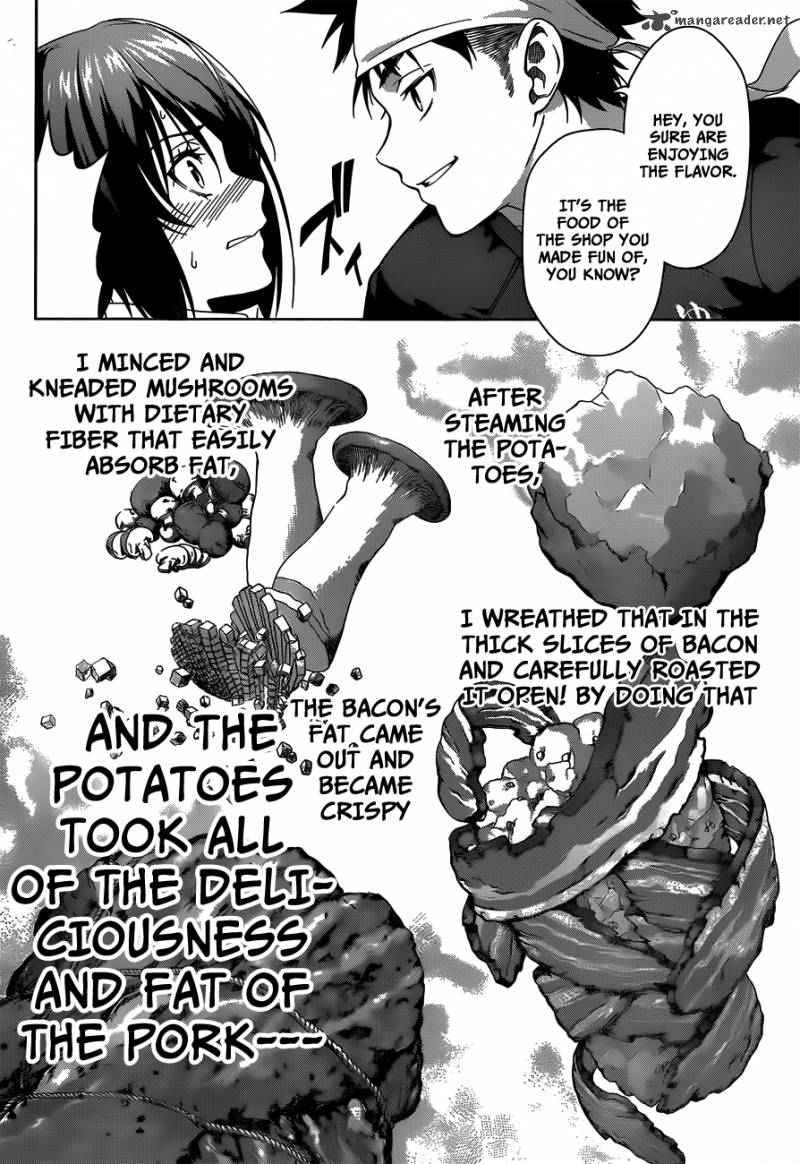 mangareader.net
HEY, YOU
SURE ARE
ENJOYING
THE FLAVOR.
IT'S THE
FOOD OF
THE SHOP YOU
MADE FUN OF,
YOU KNOW?
ズイ
ゆ
AFTER
STEAMING
THE POTA-
TOES,
I MINCED AND
KNEADED MUSHROOMS
WITH DIETARY
FIBER THAT EASILY
ABSORB FAT,
I WREATHED THAT IN THE
THICK SLICES OF BACON
AND CAREFULLY ROASTED
IT OPEN! BY DOING THAT
THE BACON'S
FAT CAME
OUT AND
BECAME
CRISPY
AND THE
POTATOES
TOOK ALL
OF THE DELI-
CIOUSNESS
AND FAT OF
THE PORK---